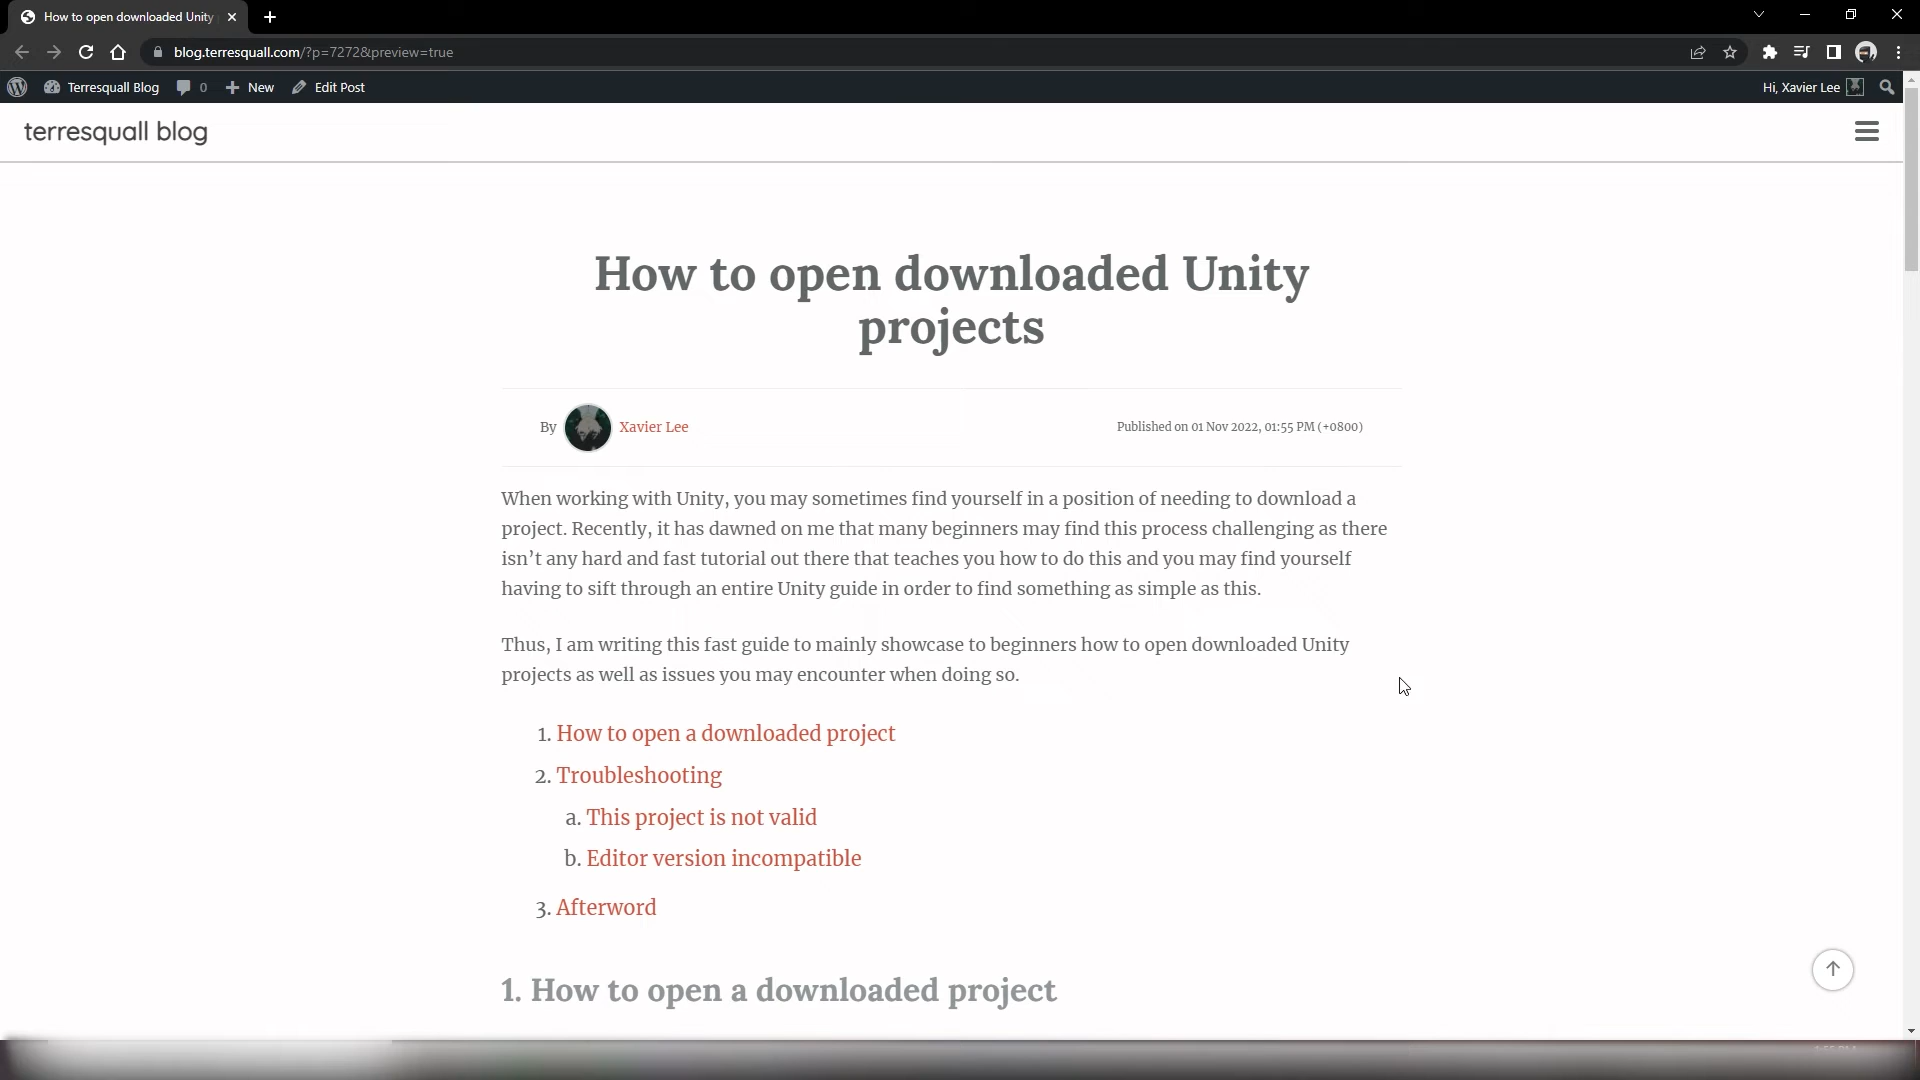 How to open downloaded Unity
blog.terresquall.com/?p=7272&preview=true
Terresquall Blog 0 New Edit Post Hi, Xavier Lee
terresquall blog
How to open downloaded Unity
projects
By Xavier Lee Published on 01 Nov 2022, 01:55 PM (+0800)
When working with Unity, you may sometimes find yourself in a position of needing to download a
project. Recently, it has dawned on me that many beginners may find this process challenging as there
isn’t any hard and fast tutorial out there that teaches you how to do this and you may find yourself
having to sift through an entire Unity guide in order to find something as simple as this.
Thus, I am writing this fast guide to mainly showcase to beginners how to open downloaded Unity
projects as well as issues you may encounter when doing so.
1. How to open a downloaded project
2. Troubleshooting
a. This project is not valid
b. Editor version incompatible
3. Afterword
1. How to open a downloaded project